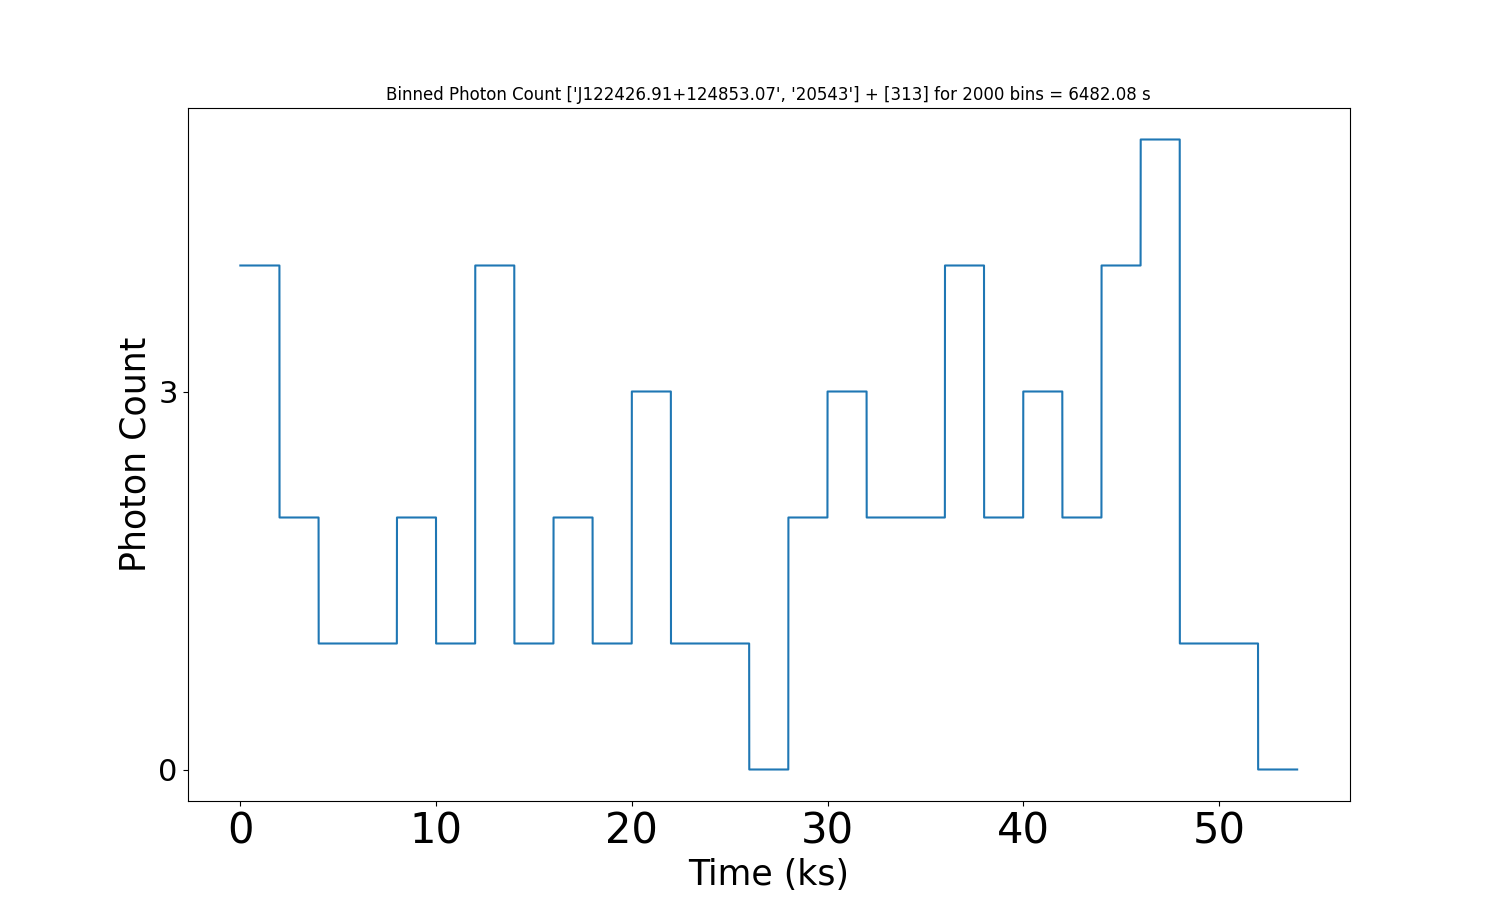 Binned Photon Count ['J122426.91+124853.07', '20543'] + [313] for 2000 bins = 6482.08 s
Photon Count
3
0
0 10 20 30 40 50
Time (ks)